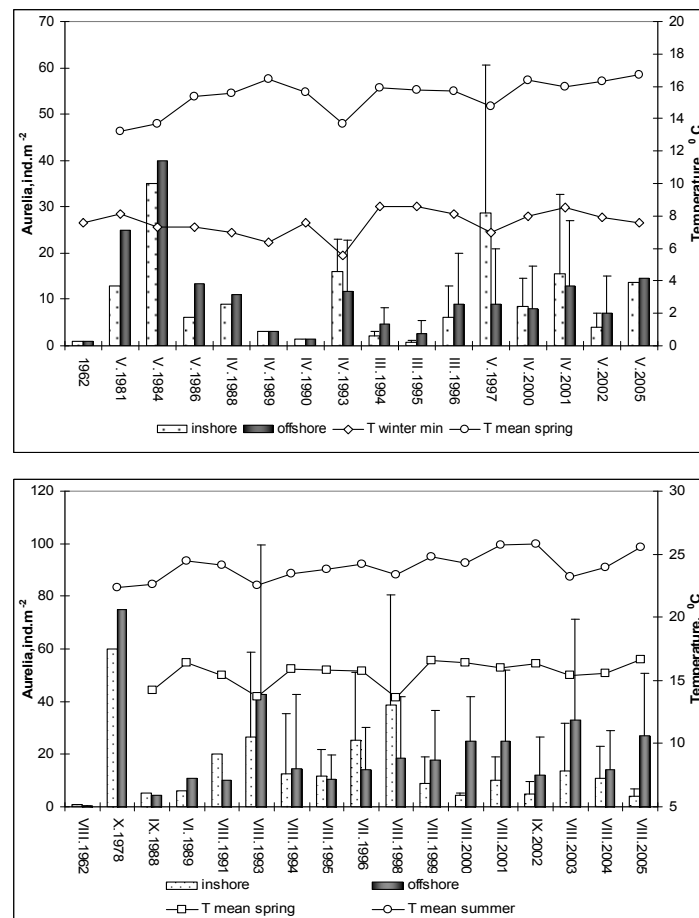 Aurelia,ind.m-2
70
60
50
40
30
20
10
0
20
18
16
14
12
10
8
6
4
2
0
Temperature, 0 C
1962
V.1981
V.1984
V.1986
IV.1988
IV.1989
IV.1990
IV.1993
III.1994
III.1995
III.1996
V.1997
IV.2000
IV.2001
V.2002
V.2005
inshore offshore T winter min T mean spring
Aurelia,ind.m-2
120
100
80
60
40
20
0
30
25
20
15
10
5
Temperature, 0C
VIII.1962
X.1978
IX.1988
VI.1989
VIII.1991
VIII.1993
VIII.1994
VIII.1995
VI.1996
VIII.1998
VIII.1999
VIII.2000
VIII.2001
IX.2002
VIII.2003
VIII.2004
VIII.2005
inshore offshore
T mean spring T mean summer